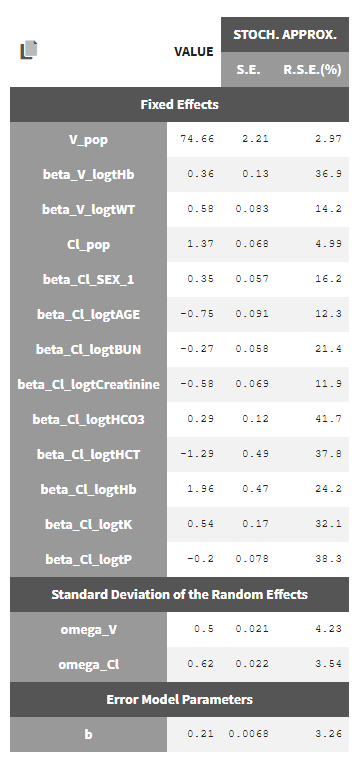 STOCH. APPROX.
VALUE
S.E. R.S.E.(%)
Fixed Effects
V_pop 74.66 2.21 2.97
beta_V_logtHb 0.36 0.13 36.9
beta_V_logtWT 0.58 0.083 14.2
Cl_pop 1.37 0.068 4.99
beta_Cl_SEX_1 0.35 0.057 16.2
beta_Cl_logtAGE -0.75 0.091 12.3
beta_Cl_logtBUN -0.27 0.058 21.4
beta_Cl_logtCreatinine -0.58 0.069 11.9
beta_Cl_logtHCO3 0.29 0.12 41.7
beta_Cl_logtHCT -1.29 0.49 37.8
beta_Cl_logtHb 1.96 0.47 24.2
beta_Cl_logtK 0.54 0.17 32.1
beta_Cl_logtP -0.2 0.078 38.3
Standard Deviation of the Random Effects
omega_V 0.5 0.021 4.23
omega_Cl 0.62 0.022 3.54
Error Model Parameters
b 0.21 0.0068 3.26